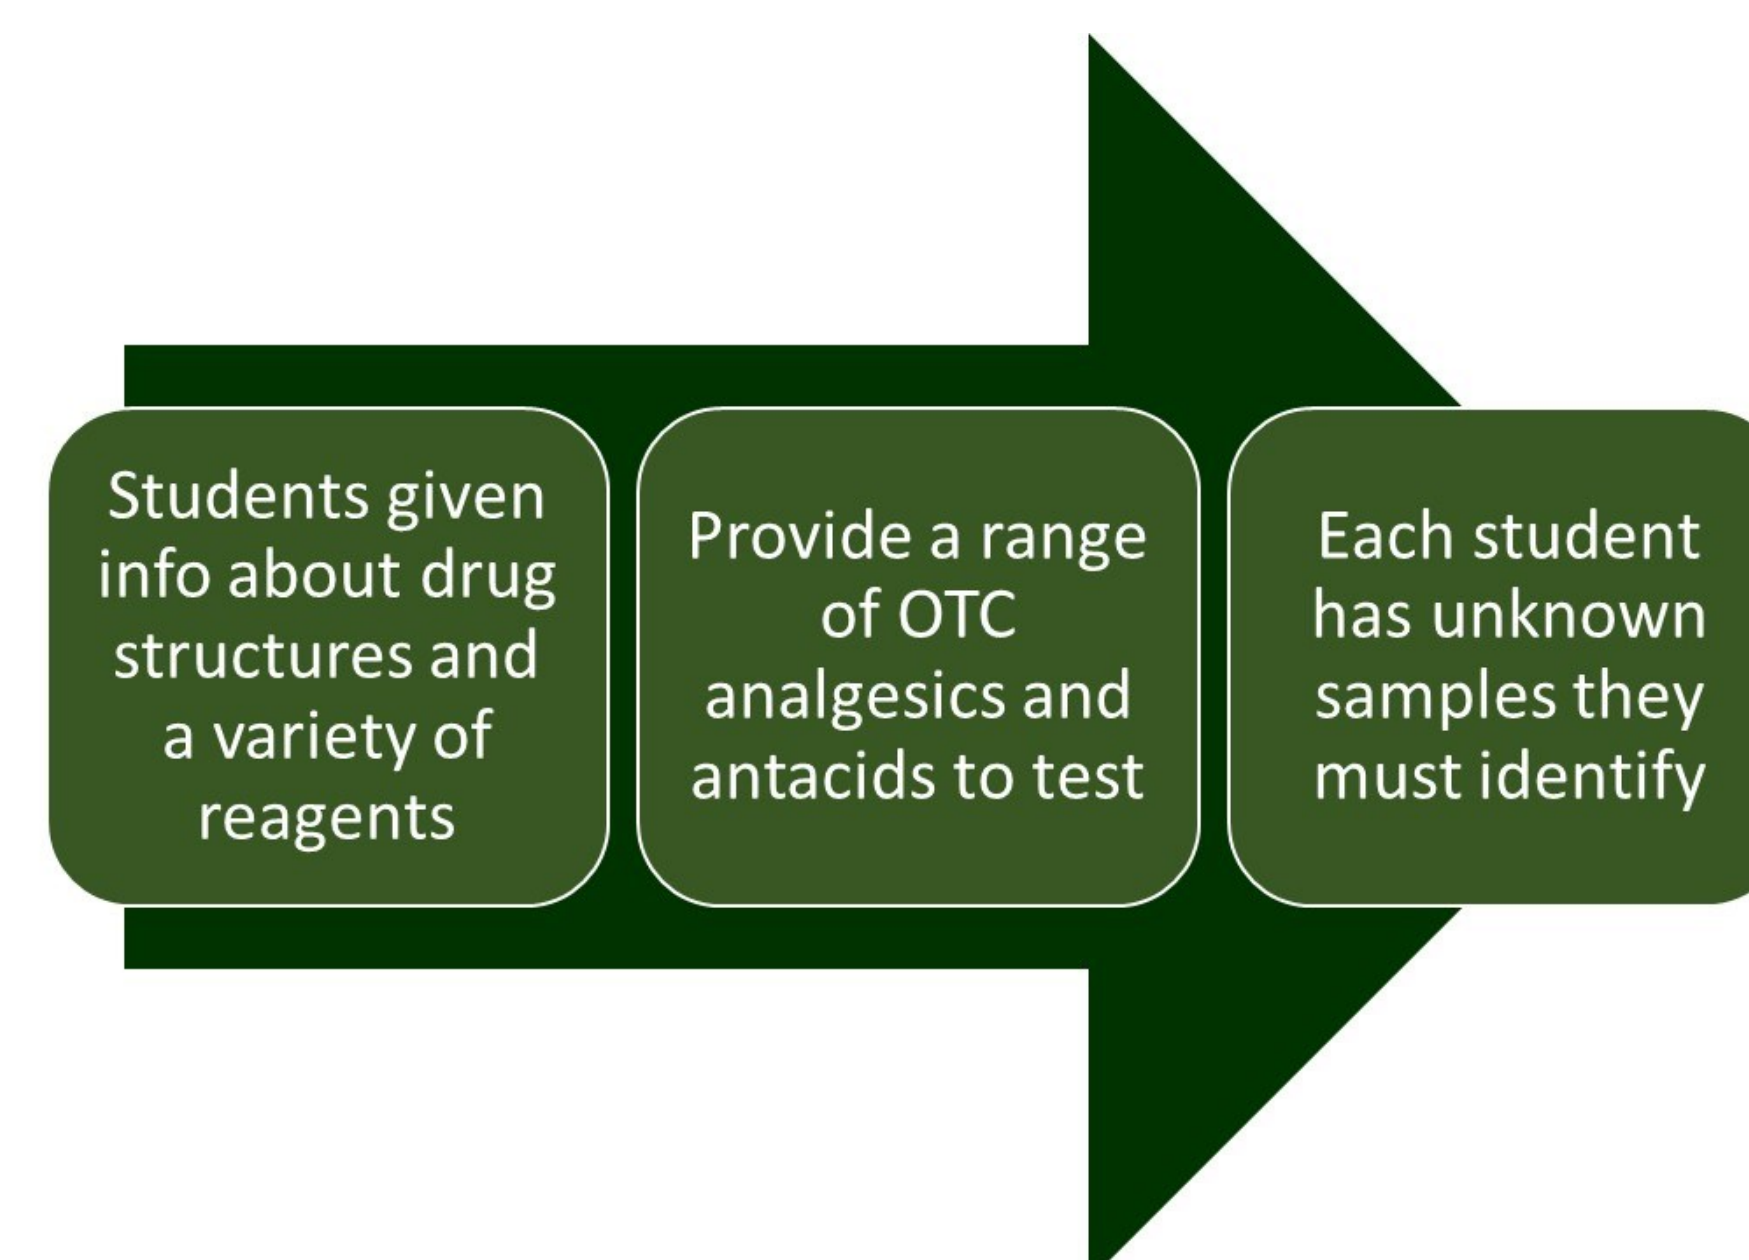 Students given
info about drug
structures and
a variety of
reagents
Provide a range
of OTC
analgesics and
antacids to test
Each student
has unknown
samples they
must identify